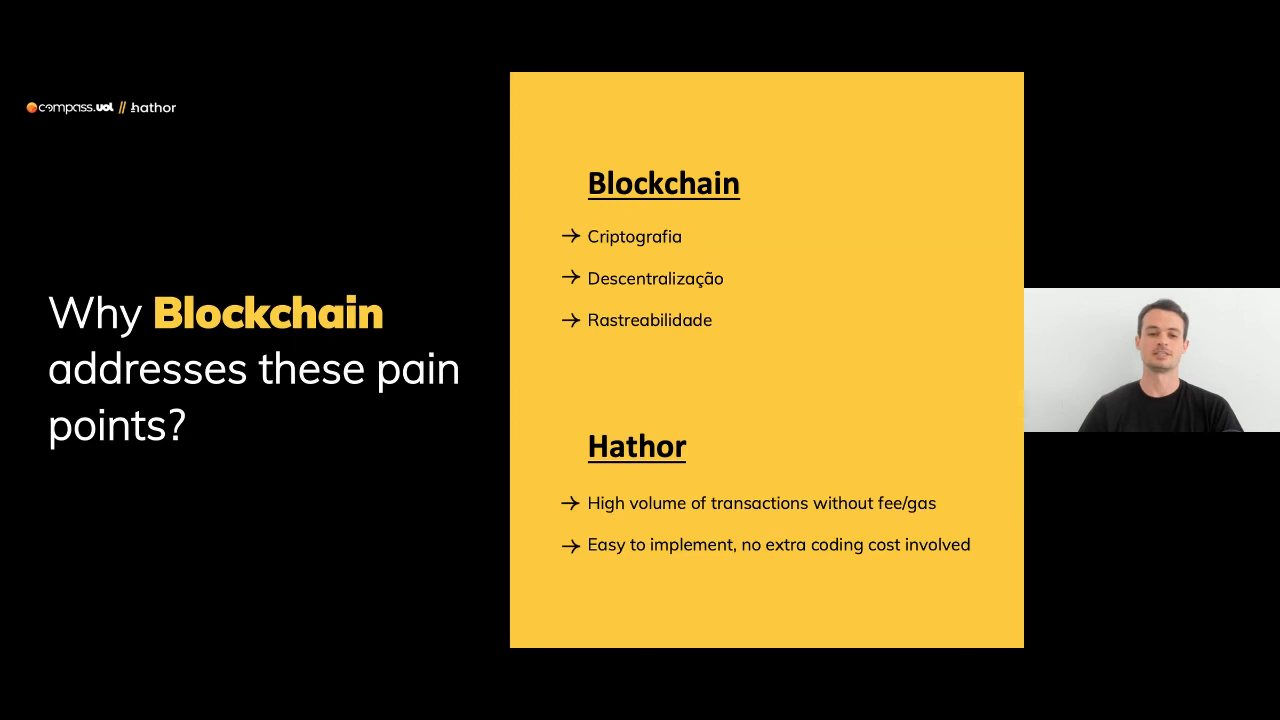 compass.uol // hathor
Why Blockchain
addresses these pain
points?
Blockchain
→ Criptografia
→ Descentralização
→ Rastreabilidade
Hathor
→ High volume of transactions without fee/gas
→ Easy to implement, no extra coding cost involved